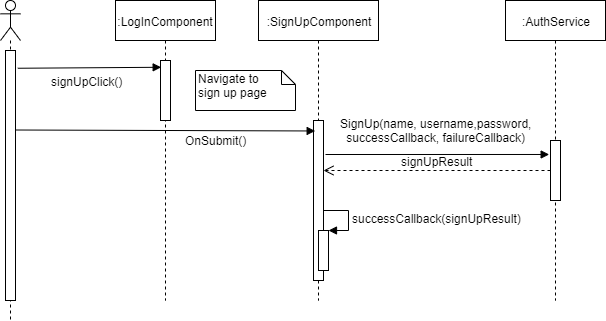 :LogInComponent
:SignUpComponent
:AuthService
signUpClick()
Navigate to
sign up page
OnSubmit()
SignUp(name, username,password,
successCallback, failureCallback)
signUpResult
successCallback(signUpResult)